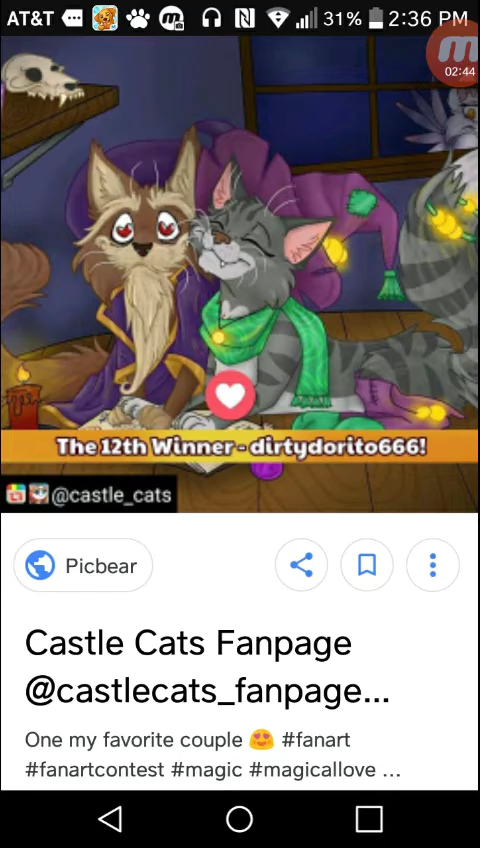 AT&T 31% 2:36 PM
02:44
The 12th Winner - dirtydorito666!
@castle_cats
Picbear
Castle Cats Fanpage
@castlecats_fanpage...
One my favorite couple 😍 #fanart
#fanartcontest #magic #magicallove ...